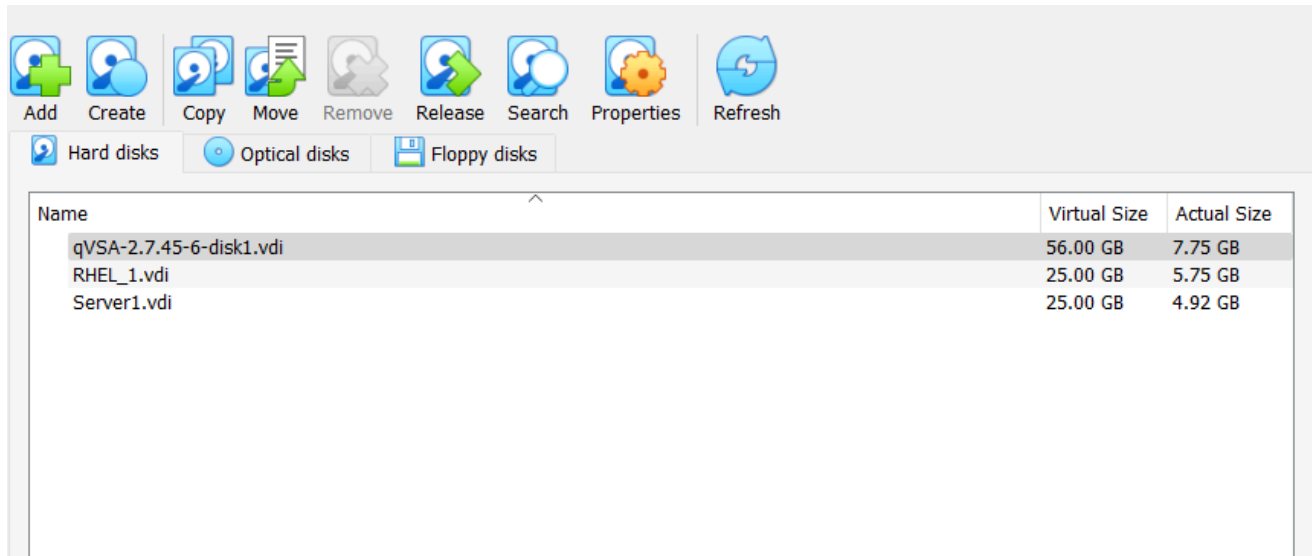 Add Create Copy Move Remove Release Search Properties Refresh
Hard disks Optical disks Floppy disks
Name Virtual Size Actual Size
qVSA-2.7.45-6-disk1.vdi 56.00 GB 7.75 GB
RHEL_1.vdi 25.00 GB 5.75 GB
Server1.vdi 25.00 GB 4.92 GB